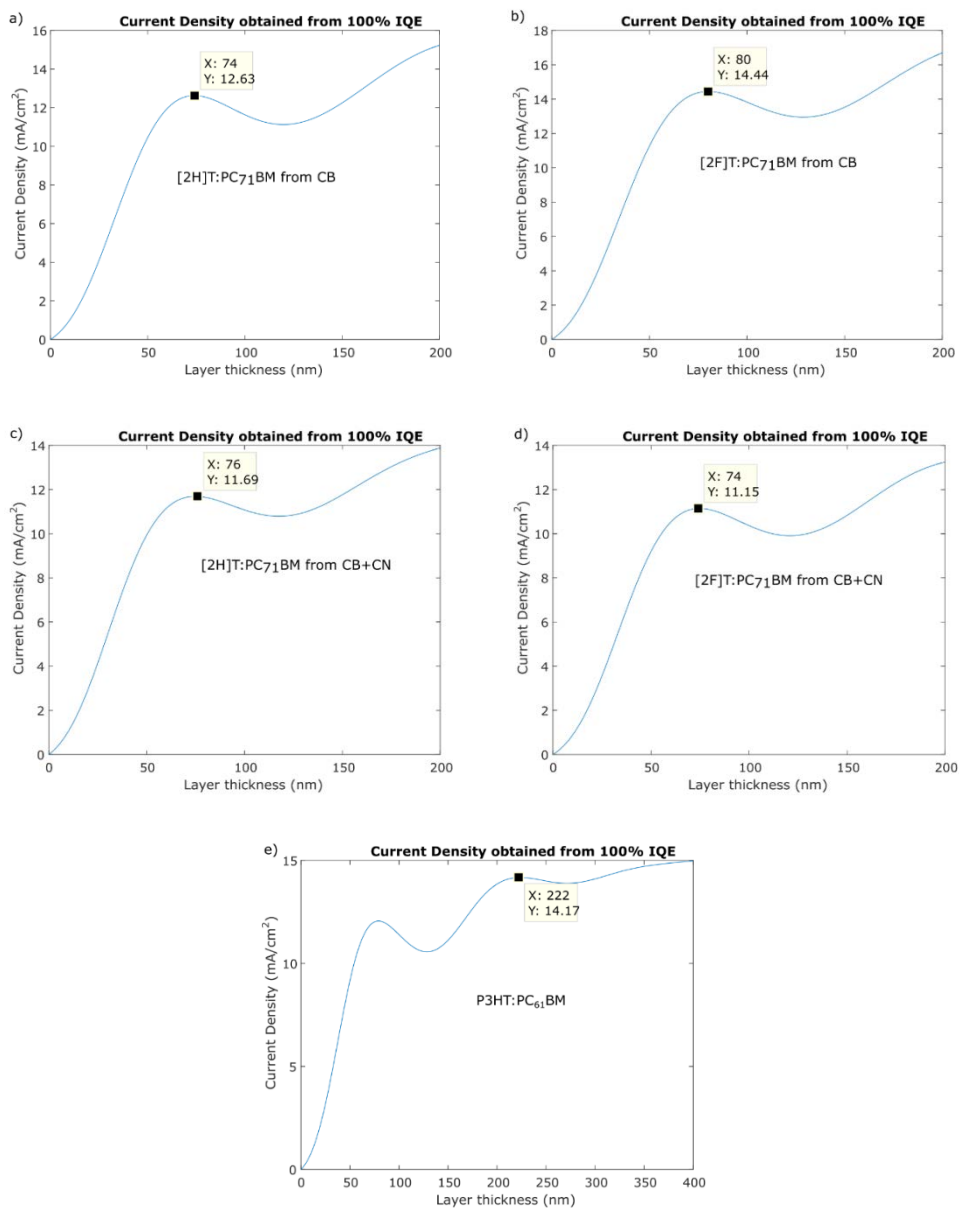 a)
Current Density obtained from 100% IQE
16
14
12
10
8
6
4
2
0
Current Density (mA/cm²)
X: 74
Y: 12.63
[2H]T:PC71BM from CB
0 50 100 150 200
Layer thickness (nm)
b)
Current Density obtained from 100% IQE
18
16
14
12
10
8
6
4
2
0
Current Density (mA/cm²)
X: 80
Y: 14.44
[2F]T:PC71BM from CB
0 50 100 150 200
Layer thickness (nm)
c)
Current Density obtained from 100% IQE
14
12
10
8
6
4
2
0
Current Density (mA/cm²)
X: 76
Y: 11.69
[2H]T:PC71BM from CB+CN
0 50 100 150 200
Layer thickness (nm)
d)
Current Density obtained from 100% IQE
14
12
10
8
6
4
2
0
Current Density (mA/cm²)
X: 74
Y: 11.15
[2F]T:PC71BM from CB+CN
0 50 100 150 200
Layer thickness (nm)
e)
Current Density obtained from 100% IQE
15
10
5
0
Current Density (mA/cm²)
X: 222
Y: 14.17
P3HT:PC₆₁BM
0 50 100 150 200 250 300 350 400
Layer thickness (nm)